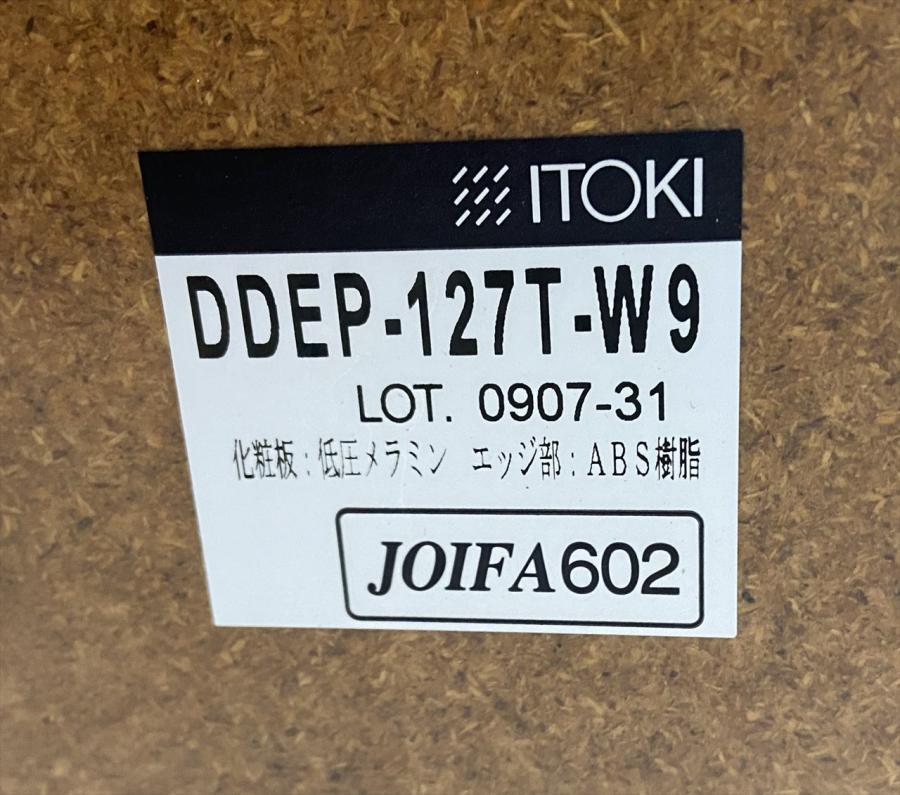 ITOKI
DDEP-127T-W9
LOT. 0907-31
化粧板:低圧メラミン エッジ部:ABS樹脂
JOIFA602